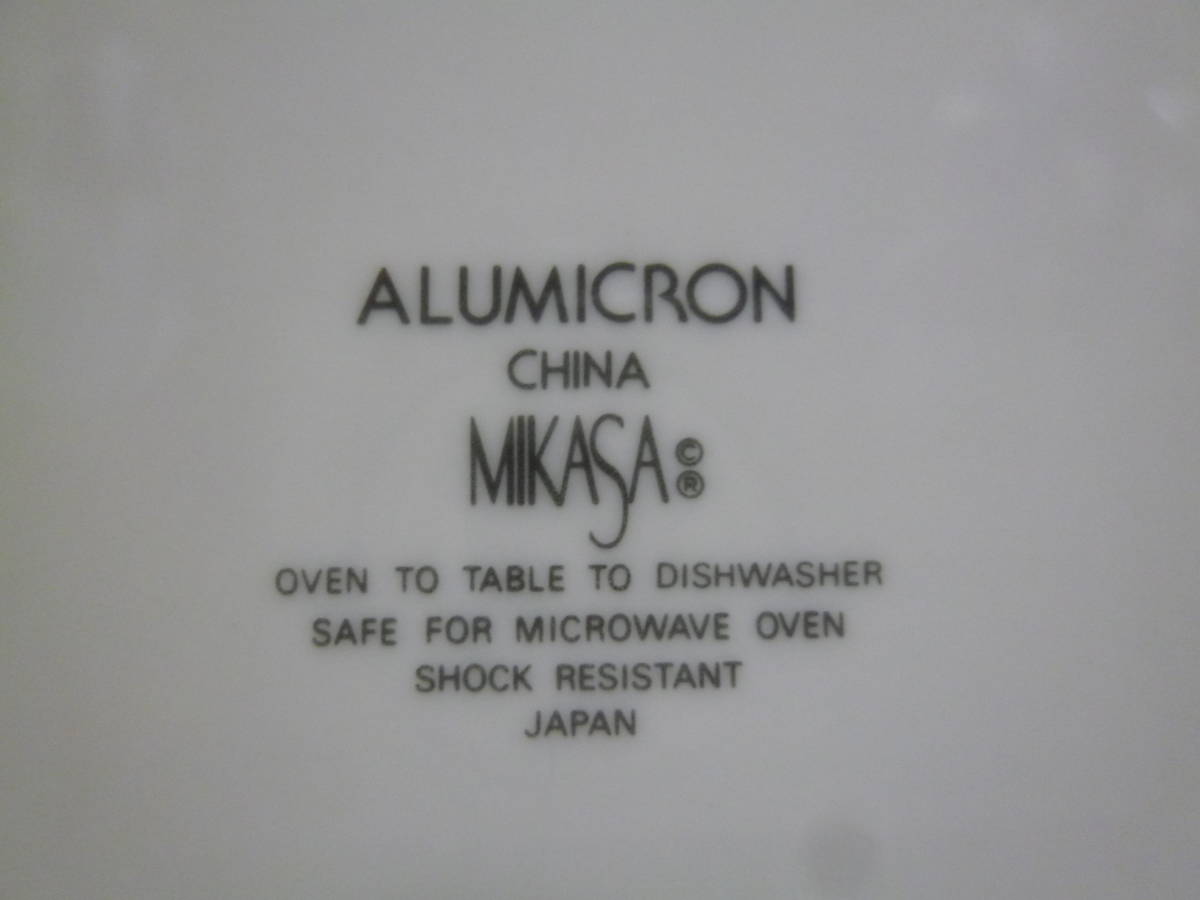 ALUMICRON
CHINA
MIKASA ©
®
OVEN TO TABLE TO DISHWASHER
SAFE FOR MICROWAVE OVEN
SHOCK RESISTANT
JAPAN